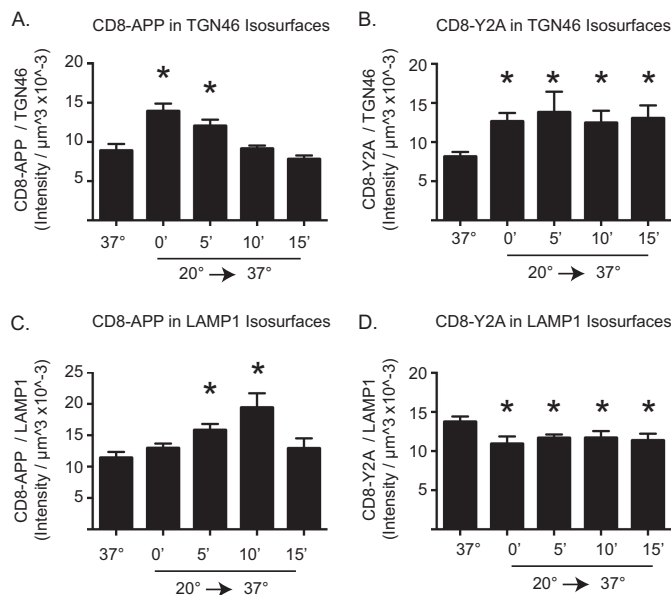 A. CD8-APP in TGN46 Isosurfaces
CD8-APP / TGN46
(Intensity / µm^3 x10^-3)
20
15
10
5
* *
37° 0' 5' 10' 15'
20° → 37°
B. CD8-Y2A in TGN46 Isosurfaces
CD8-Y2A / TGN46
(Intensity / µm^3 x10^-3)
20
15
10
5
* * * *
37° 0' 5' 10' 15'
20° → 37°
C. CD8-APP in LAMP1 Isosurfaces
CD8-APP / LAMP1
(Intensity / µm^3 x10^-3)
25
20
15
10
5
* *
37° 0' 5' 10' 15'
20° → 37°
D. CD8-Y2A in LAMP1 Isosurfaces
CD8-Y2A / LAMP1
(Intensity / µm^3 x10^-3)
20
15
10
5
* * * *
37° 0' 5' 10' 15'
20° → 37°